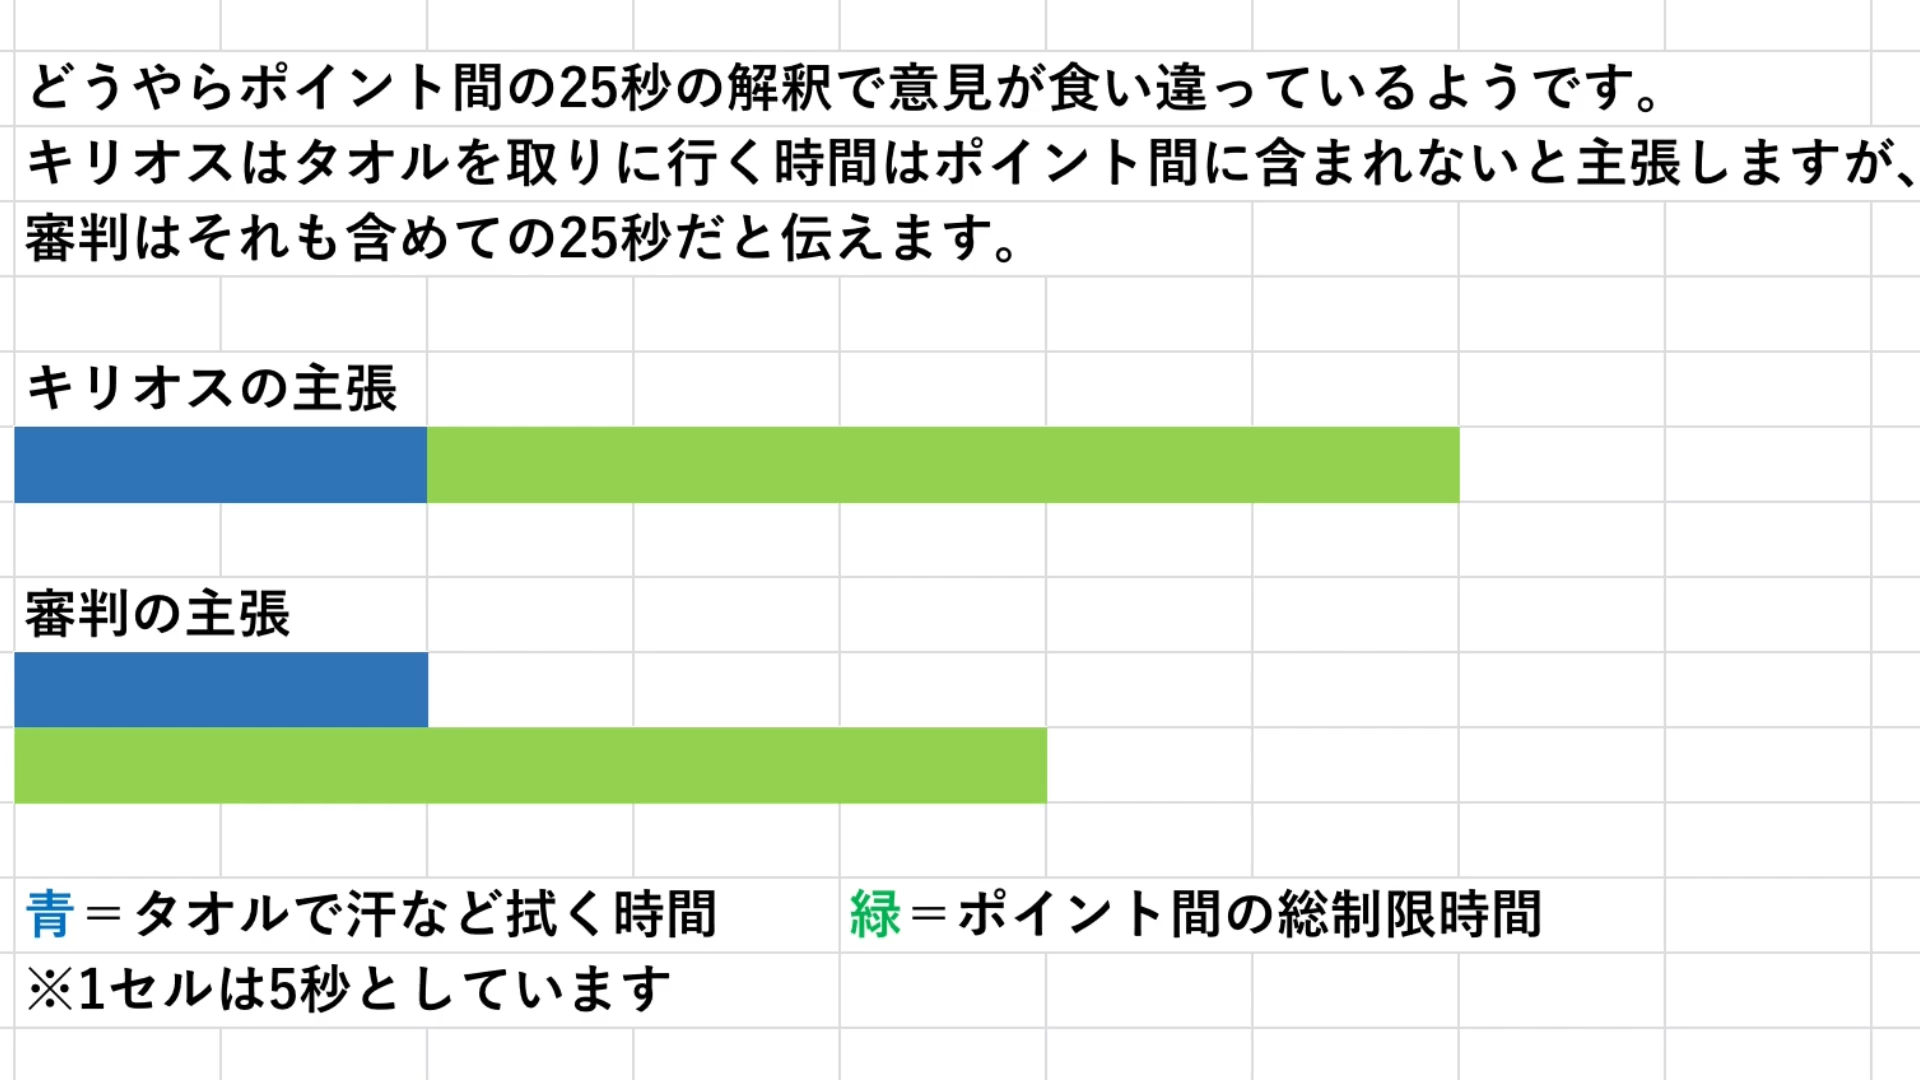 どうやらポイント間の25秒の解釈で意見が食い違っているようです。
キリオスはタオルを取りに行く時間はポイント間に含まれないと主張しますが、
審判はそれも含めての25秒だと伝えます。
キリオスの主張
審判の主張
青＝タオルで汗など拭く時間
緑＝ポイント間の総制限時間
※1セルは5秒としています